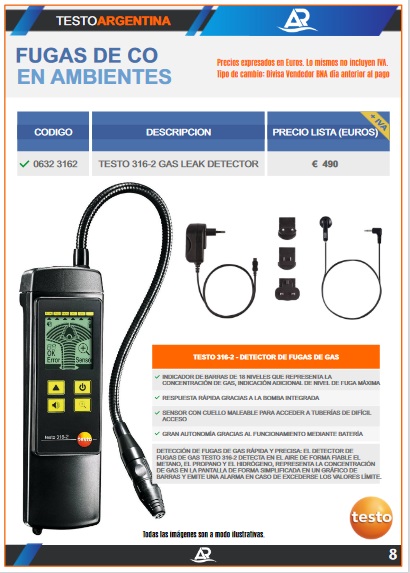 TESTOARGENTINA
AR
FUGAS DE CO
EN AMBIENTES
Precios expresados en Euros. Lo mismos no incluyen IVA.
Tipo de cambio: Divisa Vendedor BNA día anterior al pago
CODIGO DESCRIPCION PRECIO LISTA (EUROS) + IVA
0632 3162 TESTO 316-2 GAS LEAK DETECTOR € 490
OK
Error
Sensor
testo 316-2
testo
TESTO 316-2 - DETECTOR DE FUGAS DE GAS
INDICADOR DE BARRAS DE 18 NIVELES QUE REPRESENTA LA
CONCENTRACIÓN DE GAS, INDICACIÓN ADICIONAL DE NIVEL DE FUGA MÁXIMA
RESPUESTA RÁPIDA GRACIAS A LA BOMBA INTEGRADA
SENSOR CON CUELLO MALEABLE PARA ACCEDER A TUBERÍAS DE DIFÍCIL
ACCESO
GRAN AUTONOMÍA GRACIAS AL FUNCIONAMIENTO MEDIANTE BATERÍA
DETECCIÓN DE FUGAS DE GAS RÁPIDA Y PRECISA: EL DETECTOR DE
FUGAS DE GAS TESTO 316-2 DETECTA EN EL AIRE DE FORMA FIABLE EL
METANO, EL PROPANO Y EL HIDRÓGENO, REPRESENTA LA CONCENTRACIÓN
DE GAS EN LA PANTALLA DE FORMA SIMPLIFICADA EN UN GRÁFICO DE
BARRAS Y EMITE UNA ALARMA EN CASO DE EXCEDERSE LOS VALORES LÍMITE.
testo
Todas las imágenes son a modo ilustrativas.
AR
8